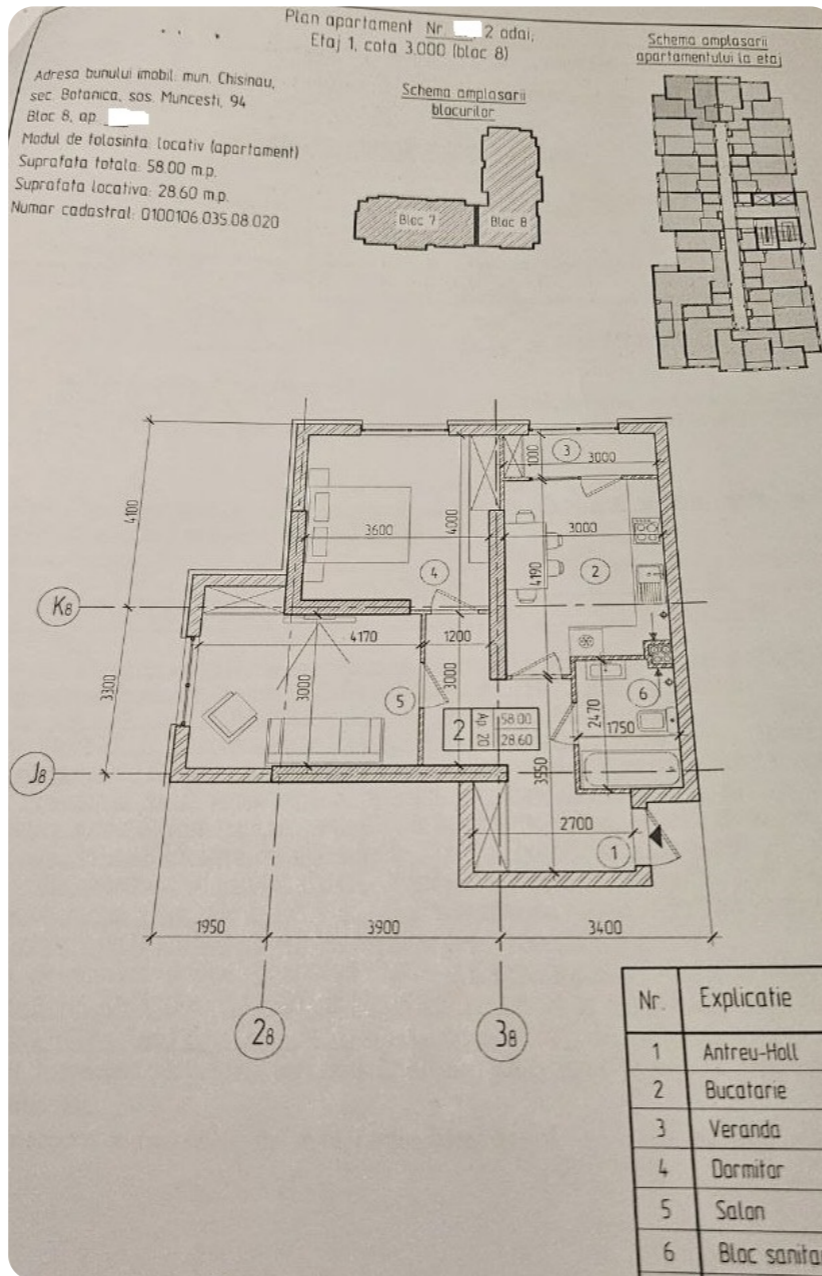 Plan apartament Nr. 2 odai,
Etaj 1, cota 3.000 (bloc 8)
Adresa bunului imobil: mun. Chisinau,
sec. Botanica, sos. Muncesti, 94
Bloc 8, ap.
Modul de folosinta: locativ (apartament)
Suprafata totala: 58.00 m.p.
Suprafata locativa: 28.60 m.p.
Numar cadastral: 0100106.035.08.020
Schema amplasarii
blocurilor
Bloc 7
Bloc 8
Schema amplasarii
apartamentului la etaj
4100
3300
K8
J8
3
1000
3000
3600
4000
3000
4
4190
2
4170
1200
3000
5
3000
6
2470
1750
2
Ap
20
58.00
28.60
3550
2700
1
1950
3900
3400
28
38
Nr.
Explicatie
1
Antreu-Holl
2
Bucatarie
3
Veranda
4
Dormitor
5
Salon
6
Bloc sanita